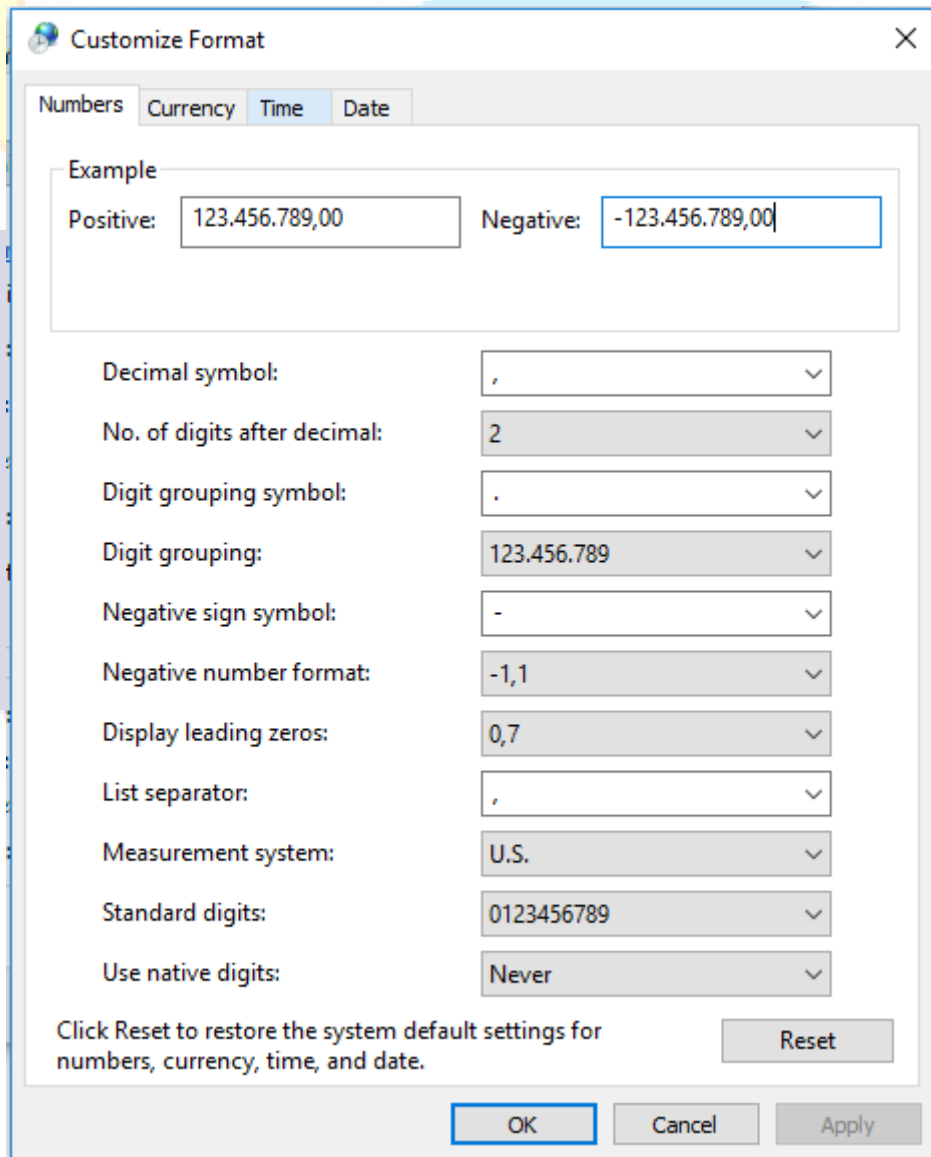 Customize Format
Numbers Currency Time Date
Example
Positive: 123.456.789,00 Negative: -123.456.789,00
Decimal symbol: ,
No. of digits after decimal: 2
Digit grouping symbol: .
Digit grouping: 123.456.789
Negative sign symbol: -
Negative number format: -1,1
Display leading zeros: 0,7
List separator: ,
Measurement system: U.S.
Standard digits: 0123456789
Use native digits: Never
Click Reset to restore the system default settings for
numbers, currency, time, and date.
Reset
OK Cancel Apply